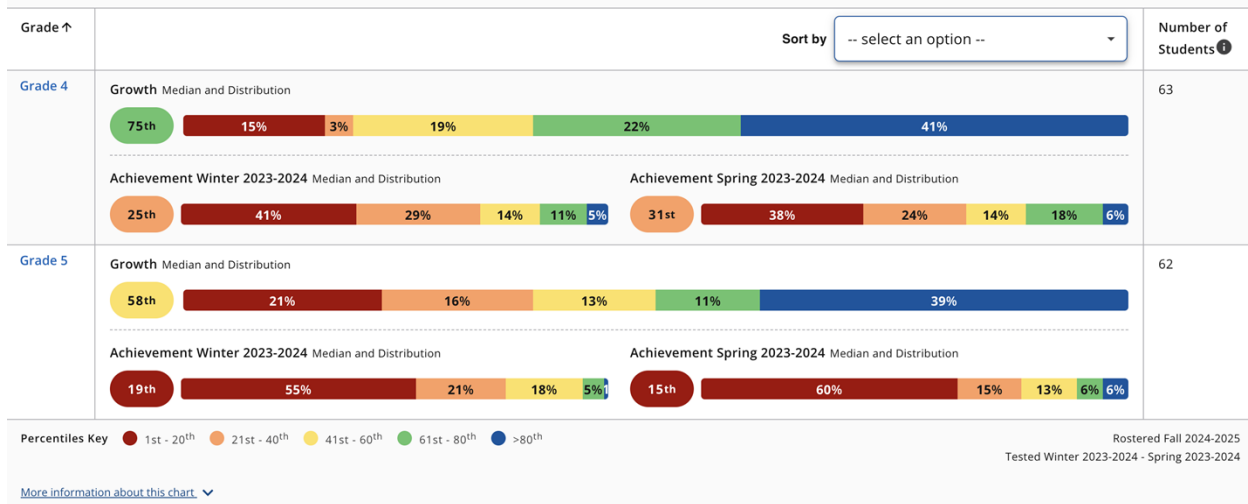 Grade ↑
Sort by -- select an option --
Number of Students i
Grade 4
Growth Median and Distribution
63
75th 15% 3% 19% 22% 41%
Achievement Winter 2023-2024 Median and Distribution
25th 41% 29% 14% 11% 5%
Achievement Spring 2023-2024 Median and Distribution
31st 38% 24% 14% 18% 6%
Grade 5
Growth Median and Distribution
62
58th 21% 16% 13% 11% 39%
Achievement Winter 2023-2024 Median and Distribution
19th 55% 21% 18% 5% 1
Achievement Spring 2023-2024 Median and Distribution
15th 60% 15% 13% 6% 6%
Percentiles Key 1st - 20th 21st - 40th 41st - 60th 61st - 80th >80th
Rostered Fall 2024-2025
Tested Winter 2023-2024 - Spring 2023-2024
More information about this chart